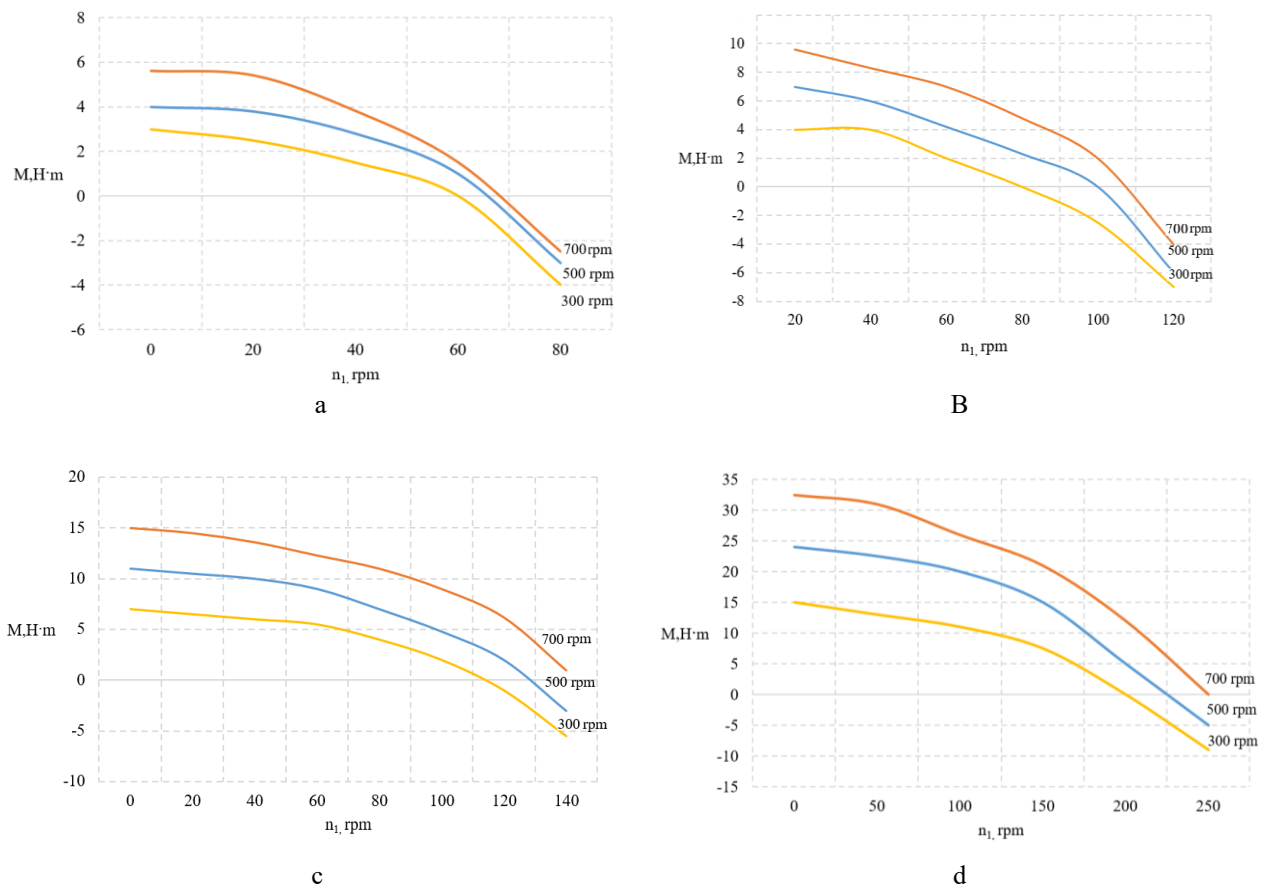 8
6
4
2
0
-2
-4
-6
M,H·m
700 rpm
500 rpm
300 rpm
0 20 40 60 80
n1, rpm
a
10
8
6
4
2
0
-2
-4
-6
-8
M,H·m
700 rpm
500 rpm
300 rpm
20 40 60 80 100 120
n1, rpm
B
20
15
10
5
0
-5
-10
M,H·m
700 rpm
500 rpm
300 rpm
0 20 40 60 80 100 120 140
n1, rpm
c
35
30
25
20
15
10
5
0
-5
-10
-15
M,H·m
700 rpm
500 rpm
300 rpm
0 50 100 150 200 250
n1, rpm
d